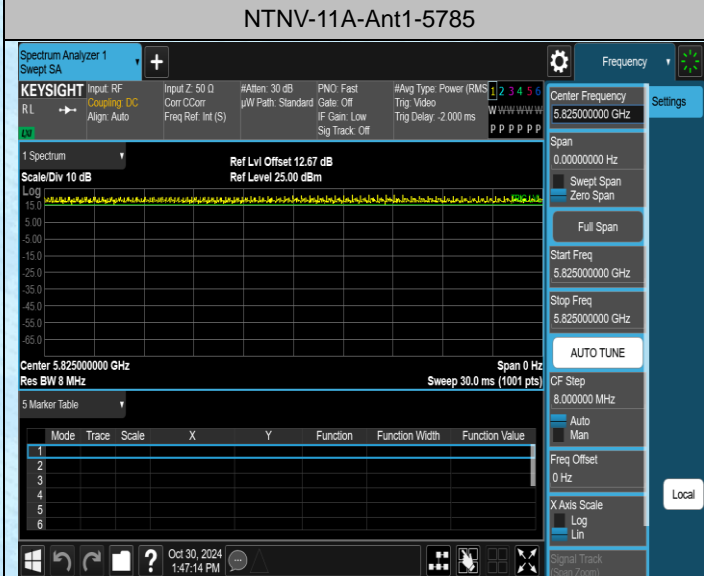 NTNV-11A-Ant1-5785
Spectrum Analyzer 1
Swept SA
Frequency
KEYSIGHT
RL
LXI
Input: RF
Coupling: DC
Align: Auto
Input Z: 50 Ω
Corr CCorr
Freq Ref: Int (S)
#Atten: 30 dB
µW Path: Standard
PNO: Fast
Gate: Off
IF Gain: Low
Sig Track: Off
#Avg Type: Power (RMS
Trig: Video
Trig Delay: -2.000 ms
1 2 3 4 5 6
W W W W W W
P P P P P P
Center Frequency
5.825000000 GHz
Settings
Span
0.00000000 Hz
Swept Span
Zero Span
Full Span
Start Freq
5.825000000 GHz
Stop Freq
5.825000000 GHz
AUTO TUNE
CF Step
8.000000 MHz
Auto
Man
Freq Offset
0 Hz
X Axis Scale
Log
Lin
Signal Track
(Span Zoom)
Local
1 Spectrum
Scale/Div 10 dB
Ref Lvl Offset 12.67 dB
Ref Level 25.00 dBm
Log
15.0
5.00
-5.00
-15.0
-25.0
-35.0
-45.0
-55.0
-65.0
Center 5.825000000 GHz
Span 0 Hz
Res BW 8 MHz
Sweep 30.0 ms (1001 pts)
5 Marker Table
Mode Trace Scale X Y Function Function Width Function Value
1
2
3
4
5
6
?
Oct 30, 2024
1:47:14 PM